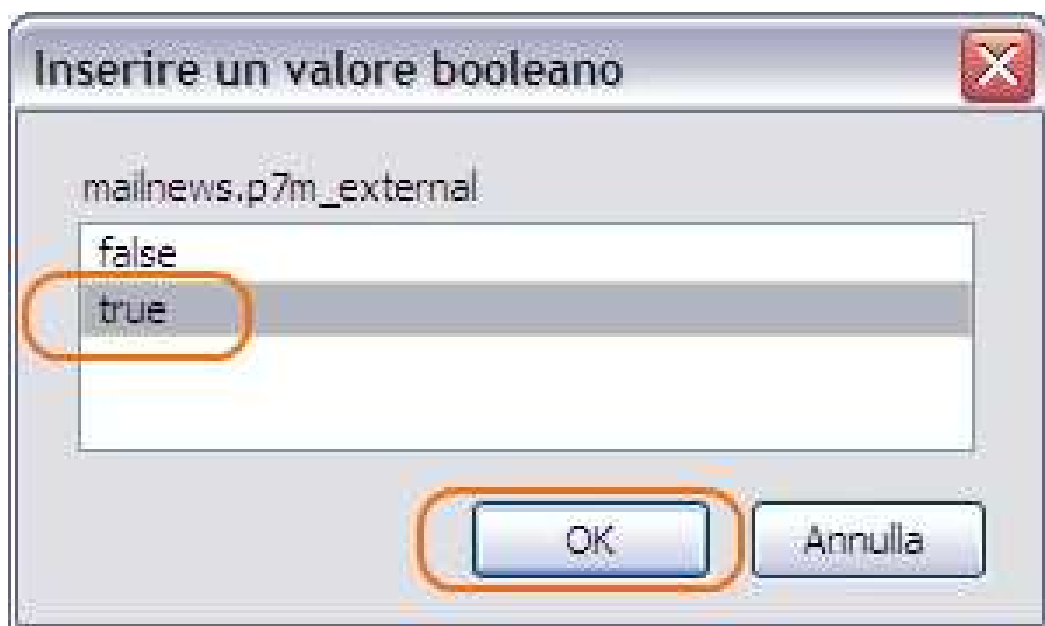 Inserire un valore booleano
mailnews.p7m_external
false
true
OK
Annulla